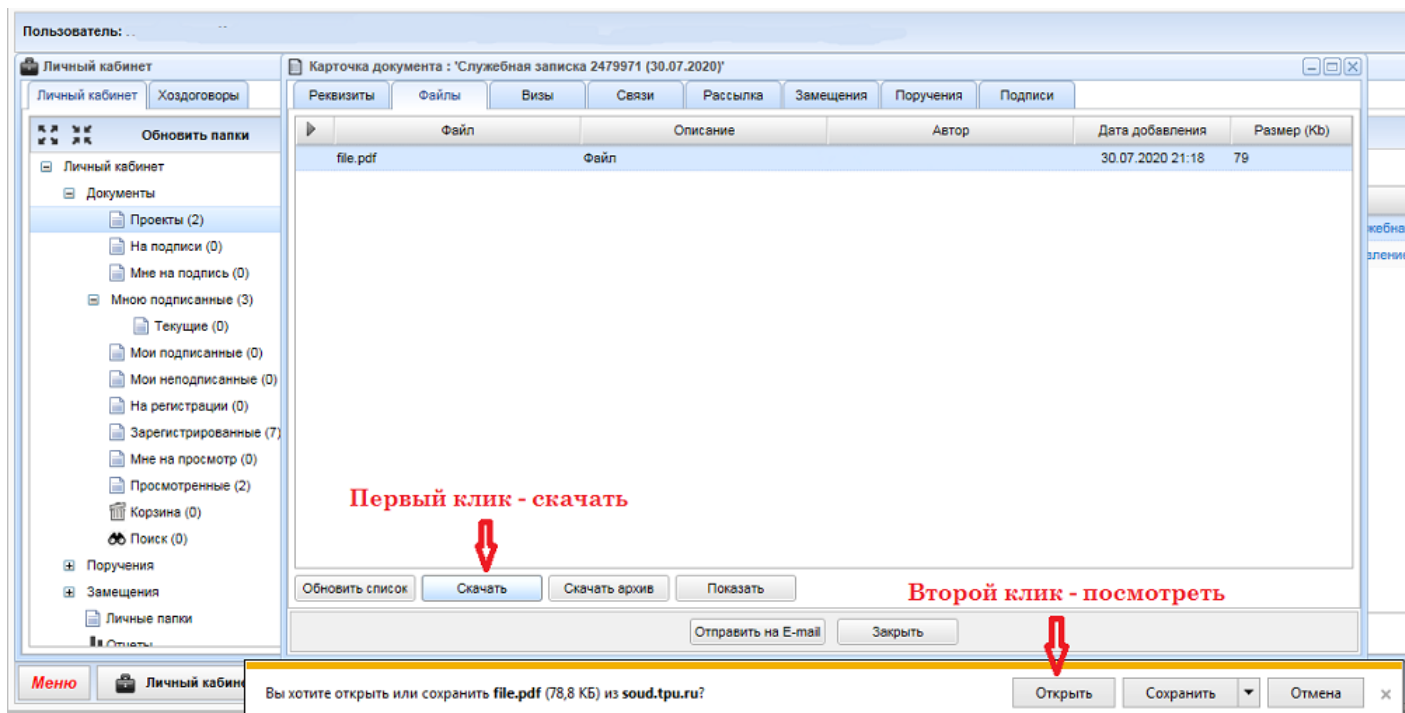 Пользователь: ..
Личный кабинет
Личный кабинет Хоздоговоры
Обновить папки
Личный кабинет
Документы
Проекты (2)
На подписи (0)
Мне на подпись (0)
Мною подписанные (3)
Текущие (0)
Мои подписанные (0)
Мои неподписанные (0)
На регистрации (0)
Зарегистрированные (7)
Мне на просмотр (0)
Просмотренные (2)
Корзина (0)
Поиск (0)
Поручения
Замещения
Личные папки
Отчеты
Карточка документа : 'Служебная записка 2479971 (30.07.2020)'
Реквизиты Файлы Визы Связи Рассылка Замещения Поручения Подписи
Файл Описание Автор Дата добавления Размер (Kb)
file.pdf Файл 30.07.2020 21:18 79
Первый клик - скачать
Обновить список Скачать Скачать архив Показать
Второй клик - посмотреть
Отправить на E-mail Закрыть
Меню Личный кабине
Вы хотите открыть или сохранить file.pdf (78,8 КБ) из soud.tpu.ru?
Открыть Сохранить Отмена